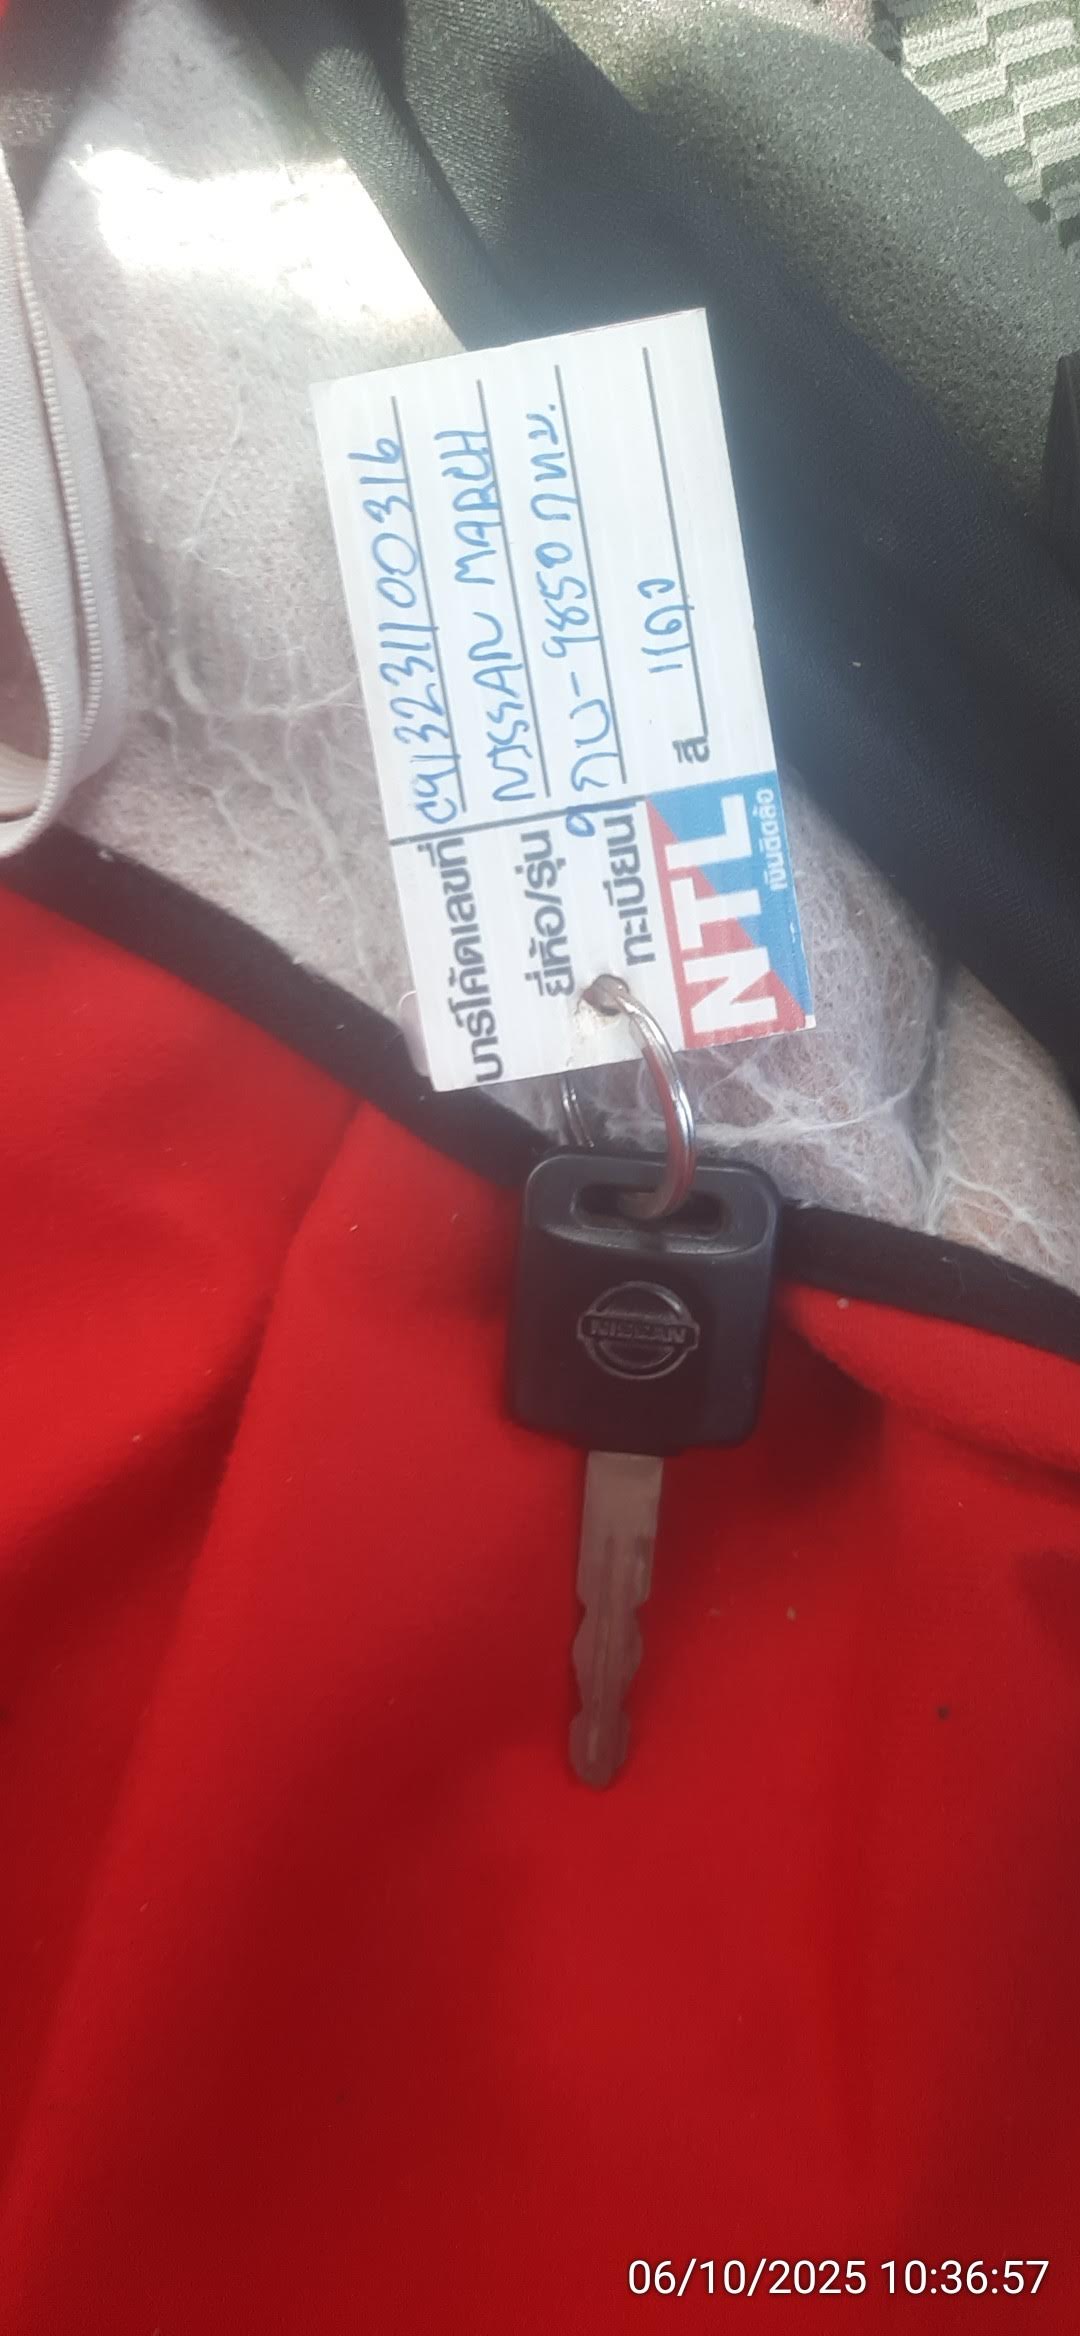 บาร์โค้ดเลขที่ C913231100316
ยี่ห้อ/รุ่น NISSAN MARCH
ทะเบียน 9กบ-9850 กทม.
NTL สี แดง
เงินติดล้อ
NISSAN
06/10/2025 10:36:57